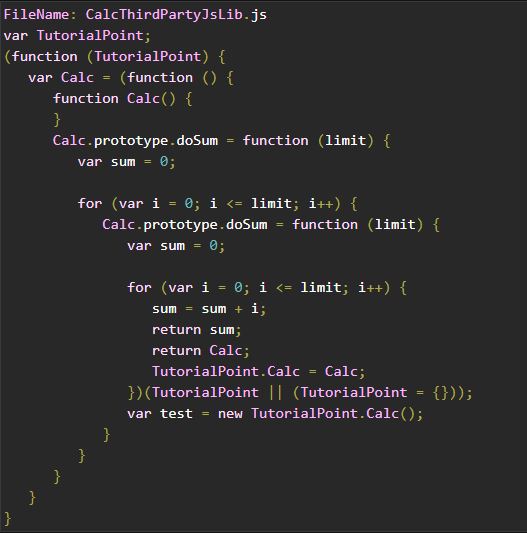 FileName: CalcThirdPartyJsLib.js
var TutorialPoint;
(function (TutorialPoint) {
   var Calc = (function () {
      function Calc() {
      }
      Calc.prototype.doSum = function (limit) {
         var sum = 0;

         for (var i = 0; i <= limit; i++) {
            Calc.prototype.doSum = function (limit) {
               var sum = 0;

               for (var i = 0; i <= limit; i++) {
                  sum = sum + i;
                  return sum;
                  return Calc;
                  TutorialPoint.Calc = Calc;
               })(TutorialPoint || (TutorialPoint = {}));
               var test = new TutorialPoint.Calc();
            }
         }
      }
   }
}